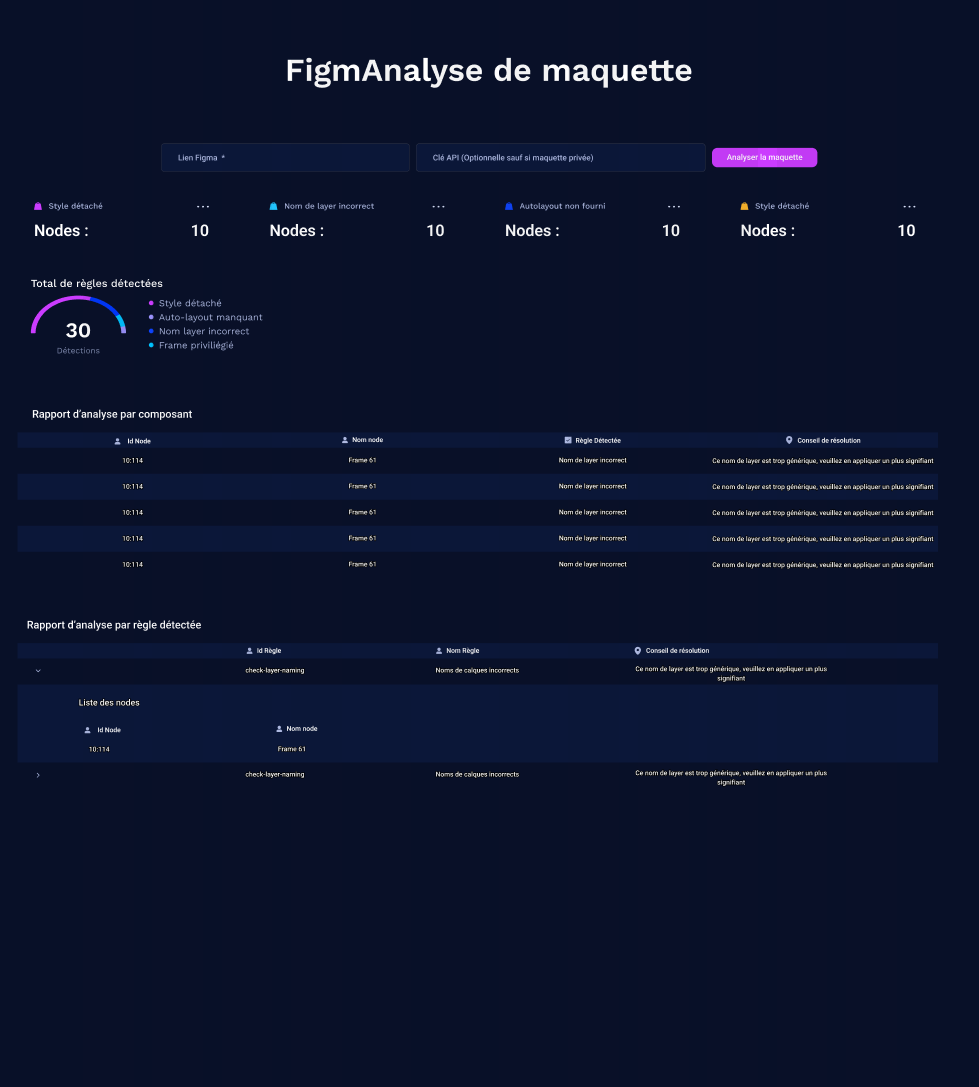 FigmAnalyse de maquette
Lien Figma *
Clé API (Optionnelle sauf si maquette privée)
Analyser la maquette
Style détaché ...
Nodes : 10
Nom de layer incorrect ...
Nodes : 10
Autolayout non fourni ...
Nodes : 10
Style détaché ...
Nodes : 10
Total de règles détectées
30
Détections
Style détaché
Auto-layout manquant
Nom layer incorrect
Frame priviliégié
Rapport d’analyse par composant
Id Node Nom node Règle Détectée Conseil de résolution
10:114 Frame 61 Nom de layer incorrect Ce nom de layer est trop générique, veuillez en appliquer un plus signifiant
10:114 Frame 61 Nom de layer incorrect Ce nom de layer est trop générique, veuillez en appliquer un plus signifiant
10:114 Frame 61 Nom de layer incorrect Ce nom de layer est trop générique, veuillez en appliquer un plus signifiant
10:114 Frame 61 Nom de layer incorrect Ce nom de layer est trop générique, veuillez en appliquer un plus signifiant
10:114 Frame 61 Nom de layer incorrect Ce nom de layer est trop générique, veuillez en appliquer un plus signifiant
Rapport d’analyse par règle détectée
Id Règle Nom Règle Conseil de résolution
check-layer-naming Noms de calques incorrects Ce nom de layer est trop générique, veuillez en appliquer un plus
signifiant
Liste des nodes
Id Node Nom node
10:114 Frame 61
check-layer-naming Noms de calques incorrects Ce nom de layer est trop générique, veuillez en appliquer un plus
signifiant